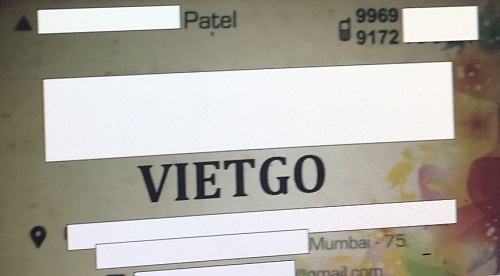 Patel 9969
9172
VIETGO
Mumbai - 75.
@gmail.com